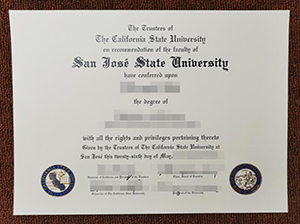 The Trustees of
The California State University
on recommendation of the faculty of
San José State University
have conferred upon
the degree of
with all the rights and privileges pertaining thereto
Given by the Trustees of The California State University at
San José this twenty-sixth day of May,